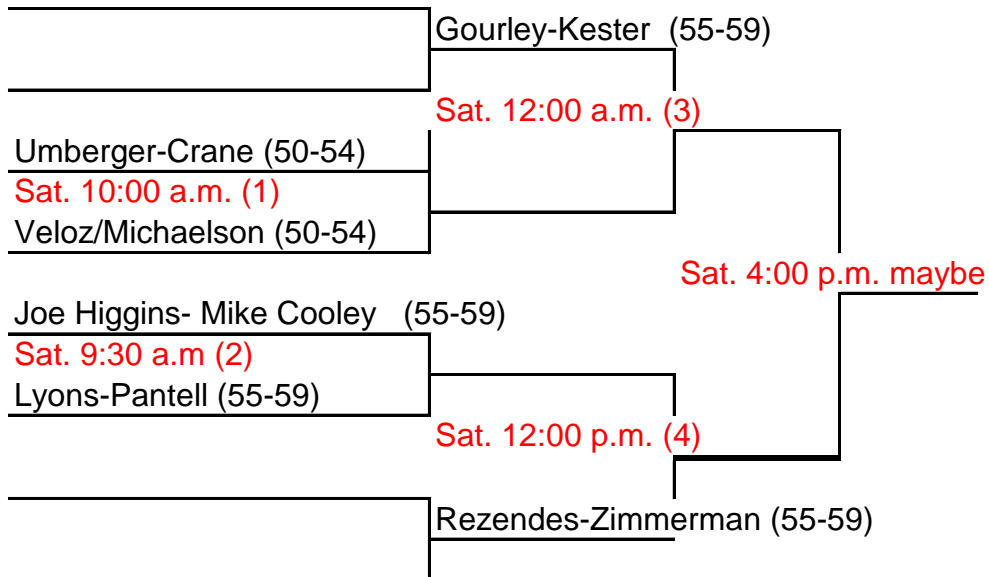 Gourley-Kester (55-59)
Sat. 12:00 a.m. (3)
Umberger-Crane (50-54)
Sat. 10:00 a.m. (1)
Veloz/Michaelson (50-54)
Sat. 4:00 p.m. maybe
Joe Higgins- Mike Cooley (55-59)
Sat. 9:30 a.m (2)
Lyons-Pantell (55-59)
Sat. 12:00 p.m. (4)
Rezendes-Zimmerman (55-59)